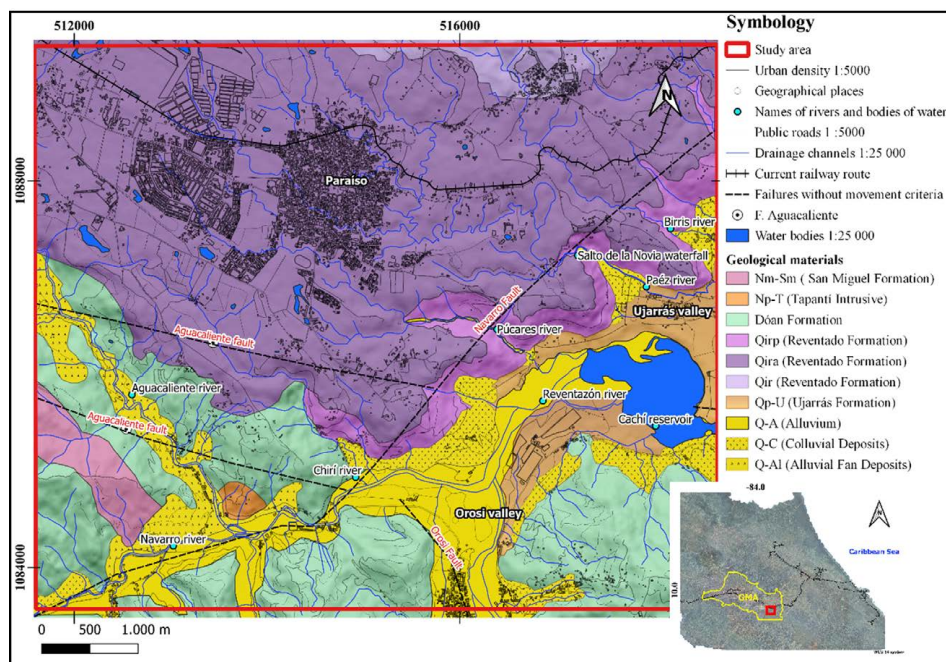 512000
516000
1088000
1084000
Paraíso
Birris river
Salto de la Novia waterfall
Paéz river
Ujarrás valley
Navarro Fault
Púcares river
Aguacaliente fault
Aguacaliente river
Reventazón river
Cachí reservoir
Aguacaliente fault
Chirí river
Orosi valley
Orosi Fault
Navarro river
0 500 1.000 m
Symbology
Study area
Urban density 1:5000
Geographical places
Names of rivers and bodies of water
Public roads 1 :5000
Drainage channels 1:25 000
Current railway route
Failures without movement criteria
F. Aguacaliente
Water bodies 1:25 000
Geological materials
Nm-Sm ( San Miguel Formation)
Np-T (Tapantí Intrusive)
Dóan Formation
Qirp (Reventado Formation)
Qira (Reventado Formation)
Qir (Reventado Formation)
Qp-U (Ujarrás Formation)
Q-A (Alluvium)
Q-C (Colluvial Deposits)
Q-Al (Alluvial Fan Deposits)
-84.0
N
Caribbean Sea
10.0
GMA